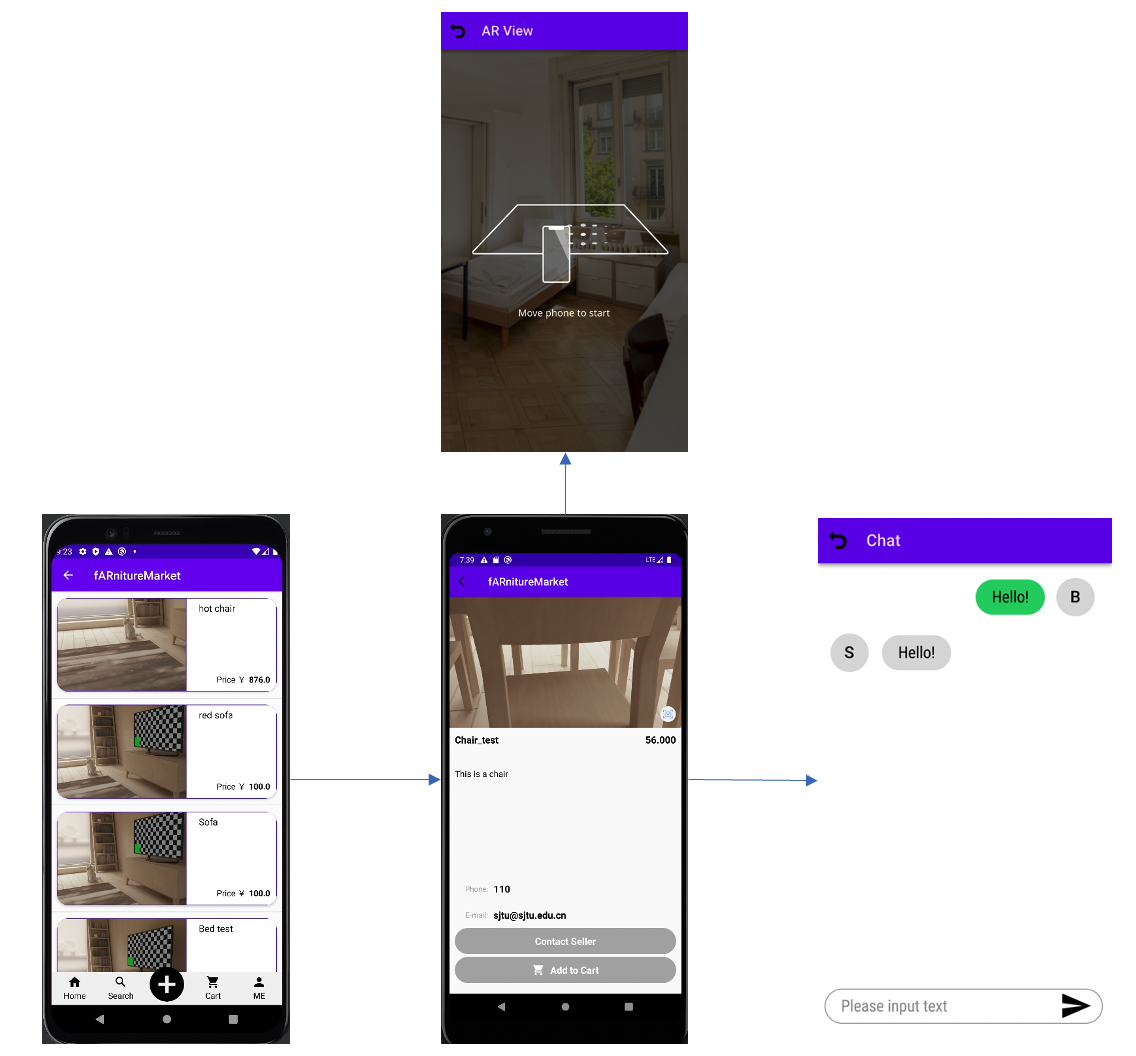 AR View
Move phone to start
9:23
fARnitureMarket
hot chair
Price ¥ 876.0
red sofa
Price ¥ 100.0
Sofa
Price ¥ 100.0
Bed test
Home
Search
Cart
ME
7:39
LTE
fARnitureMarket
Chair_test
56.000
This is a chair
Phone: 110
E-mail: sjtu@sjtu.edu.cn
Contact Seller
Add to Cart
Chat
Hello!
B
S
Hello!
Please input text